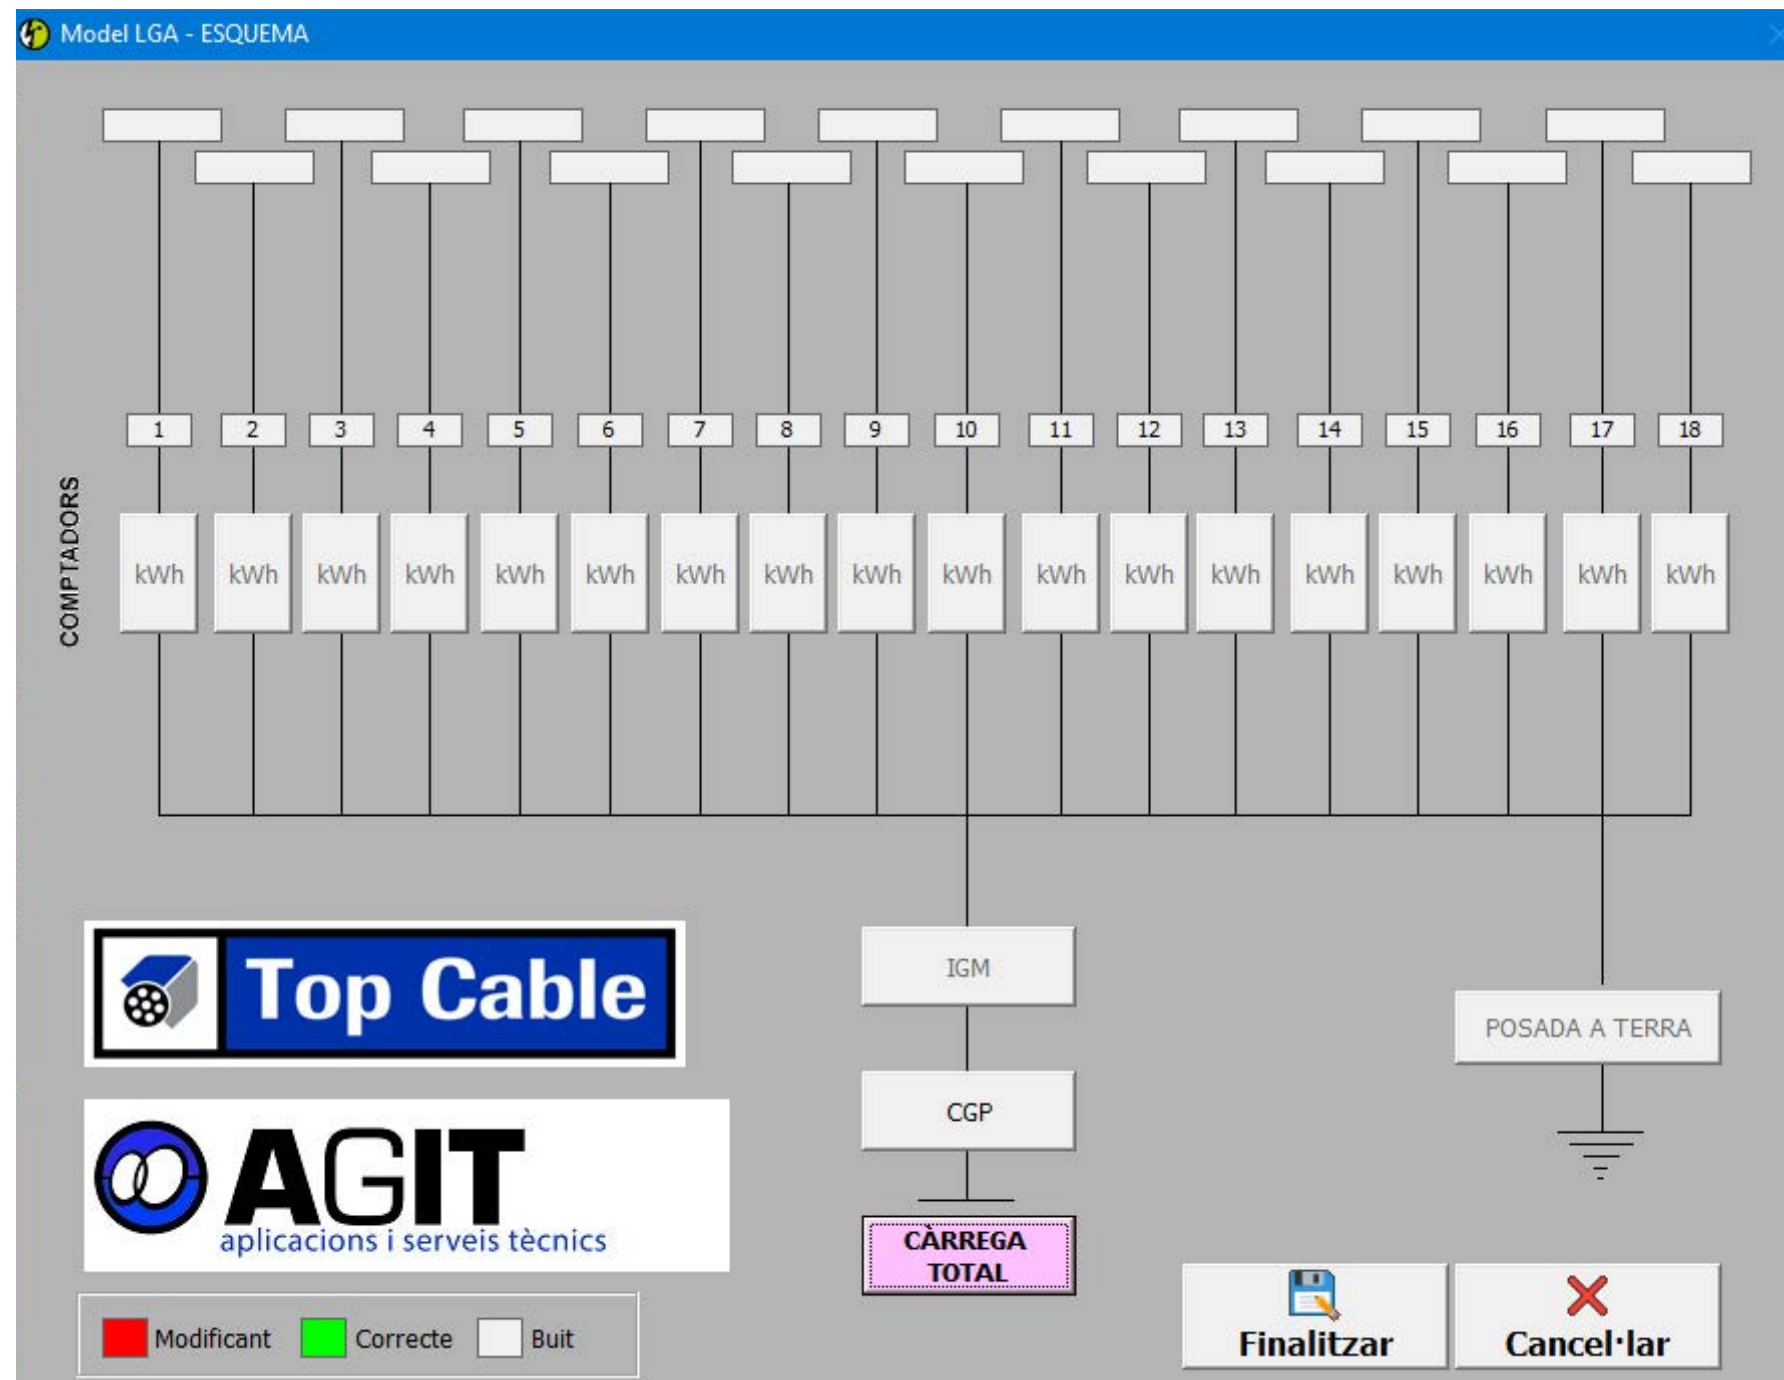 Model LGA - ESQUEMA
1 2 3 4 5 6 7 8 9 10 11 12 13 14 15 16 17 18
COMPTADORS
kWh kWh kWh kWh kWh kWh kWh kWh kWh kWh kWh kWh kWh kWh kWh kWh kWh kWh
Top Cable
IGM
POSADA A TERRA
CGP
AGIT
aplicacions i serveis tècnics
CÀRREGA
TOTAL
Modificant Correcte Buit
Finalitzar
Cancel·lar